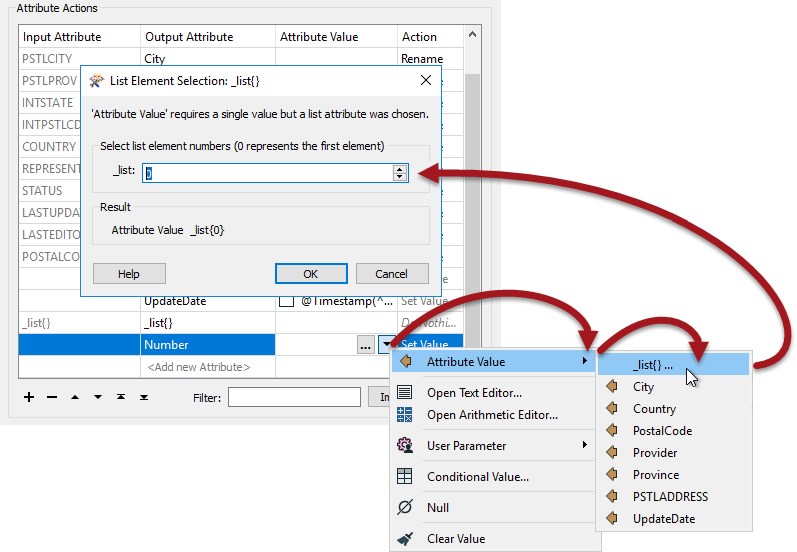 Attribute Actions
Input Attribute Output Attribute Attribute Value Action
PSTLCITY City Rename
PSTLPROV
INTSTATE
INTPSTLCD
COUNTRY
REPRESENT
STATUS
LASTUPDA
LASTEDITO
POSTALCO
List Element Selection: _list{}
'Attribute Value' requires a single value but a list attribute was chosen.
Select list element numbers (0 represents the first element)
_list: 0
Result
Attribute Value _list{0}
Help OK Cancel
UpdateDate @Timestamp(^... Set Value
_list{} _list{} Do Nothi...
Number ... Set Value
<Add new Attribute>
Filter: Im
Attribute Value
Open Text Editor...
Open Arithmetic Editor...
User Parameter
Conditional Value...
Null
Clear Value
_list{} ...
City
Country
PostalCode
Provider
Province
PSTLADDRESS
UpdateDate